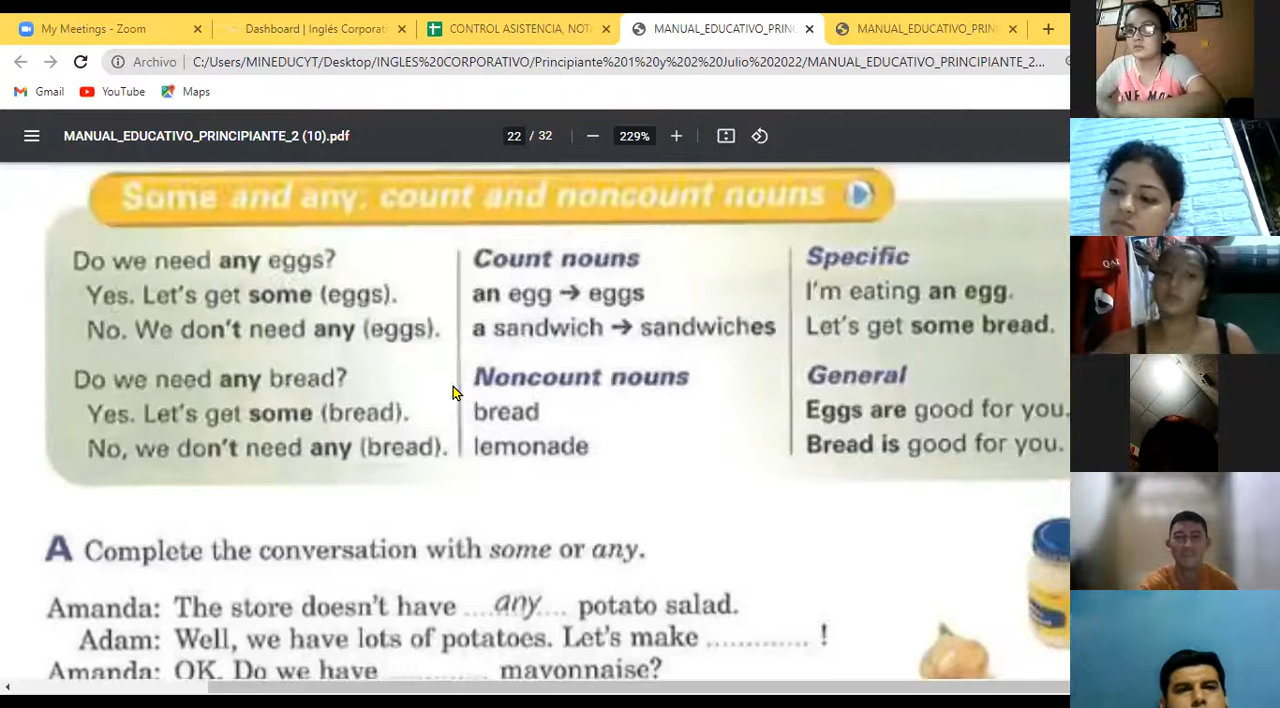 My Meetings - Zoom
Dashboard | Inglés Corporati
CONTROL ASISTENCIA, NOT
MANUAL_EDUCATIVO_PRINC
MANUAL_EDUCATIVO_PRIN
Archivo
C:/Users/MINEDUCYT/Desktop/INGLES%20CORPORATIVO/Principiante%201%20y%202%20Julio%202022/MANUAL_EDUCATIVO_PRINCIPIANTE_2...
Gmail
YouTube
Maps
MANUAL_EDUCATIVO_PRINCIPIANTE_2 (10).pdf
22 / 32
229%
Some and any; count and noncount nouns
Do we need any eggs?
Yes. Let's get some (eggs).
No. We don't need any (eggs).
Do we need any bread?
Yes. Let's get some (bread).
No, we don't need any (bread).
Count nouns
an egg → eggs
a sandwich → sandwiches
Noncount nouns
bread
lemonade
Specific
I'm eating an egg.
Let's get some bread.
General
Eggs are good for you.
Bread is good for you.
A Complete the conversation with some or any.
Amanda: The store doesn't have ....any.... potato salad.
Adam: Well, we have lots of potatoes. Let's make ............. !
Amanda: OK. Do we have ............. mayonnaise?